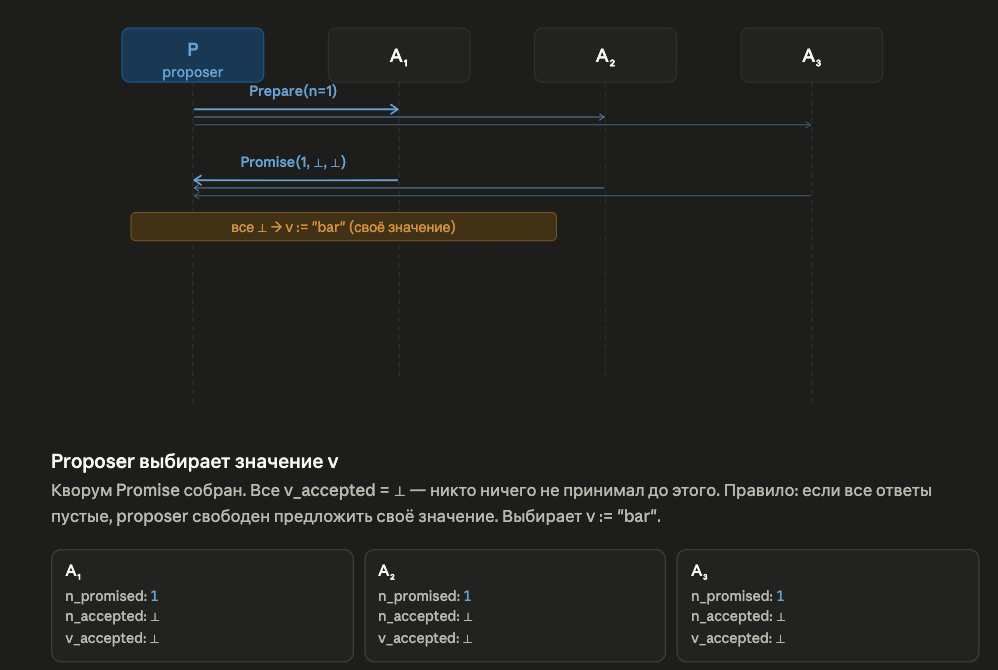 P
proposer
A₁
A₂
A₃
Prepare(n=1)
Promise(1, ⊥, ⊥)
все ⊥ → v := "bar" (своё значение)
Proposer выбирает значение v
Кворум Promise собран. Все v_accepted = ⊥ — никто ничего не принимал до этого. Правило: если все ответы
пустые, proposer свободен предложить своё значение. Выбирает v := "bar".
A₁
n_promised: 1
n_accepted: ⊥
v_accepted: ⊥
A₂
n_promised: 1
n_accepted: ⊥
v_accepted: ⊥
A₃
n_promised: 1
n_accepted: ⊥
v_accepted: ⊥